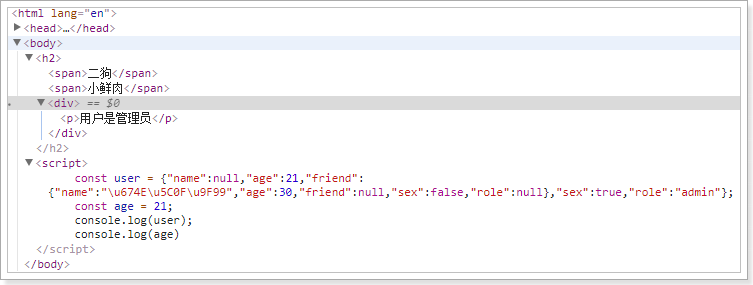 <html lang="en">
<head>…</head>
<body>
<h2>
<span>二狗</span>
<span>小鲜肉</span>
<div> == $0
<p>用户是管理员</p>
</div>
</h2>
<script>
const user = {"name":null,"age":21,"friend":
{"name":"\u674E\u5C0F\u9F99","age":30,"friend":null,"sex":false,"role":null},"sex":true,"role":"admin"};
const age = 21;
console.log(user);
console.log(age)
</script>
</body>